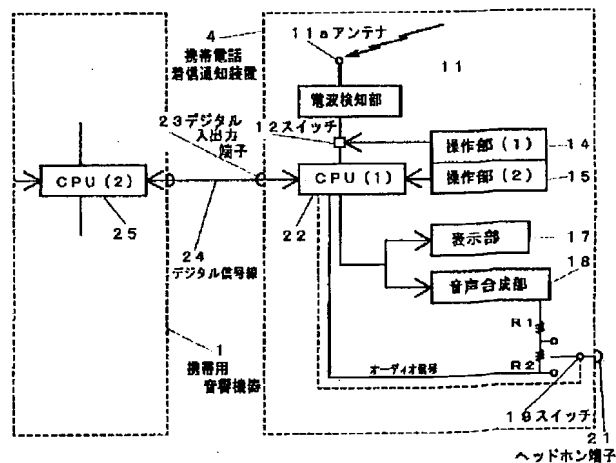 4
携帯電話
着信通知装置
11aアンテナ
11
電波検知部
23デジタル
入出力
端子
12スイッチ
操作部(1)
14
操作部(2)
15
CPU(2)
25
CPU(1)
22
24
デジタル信号線
表示部
17
音声合成部
18
R1
R2
1
携帯用
音響機器
オーディオ信号
19スイッチ
21
ヘッドホン端子